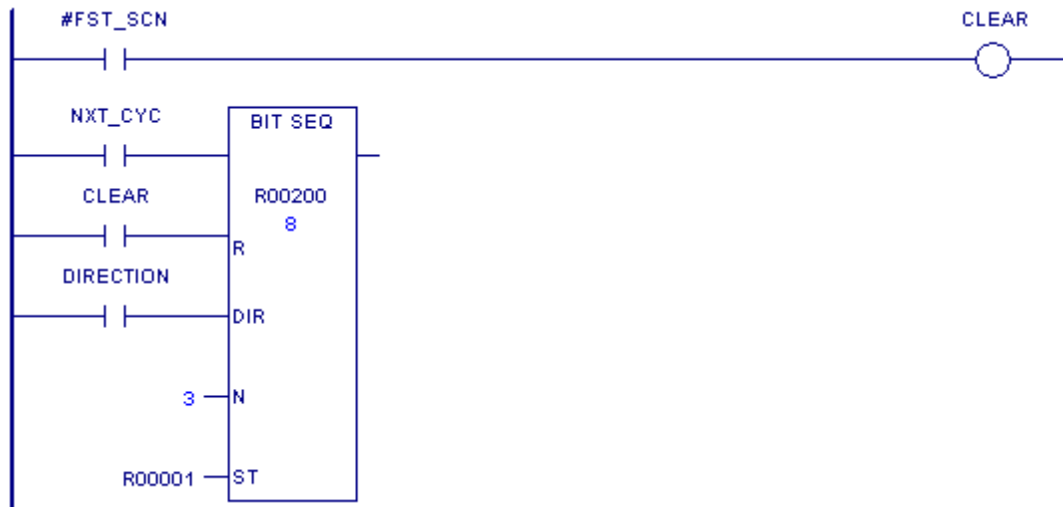 #FST_SCN
CLEAR
NXT_CYC
BIT SEQ
CLEAR
R00200
8
R
DIRECTION
DIR
3
N
R00001
ST